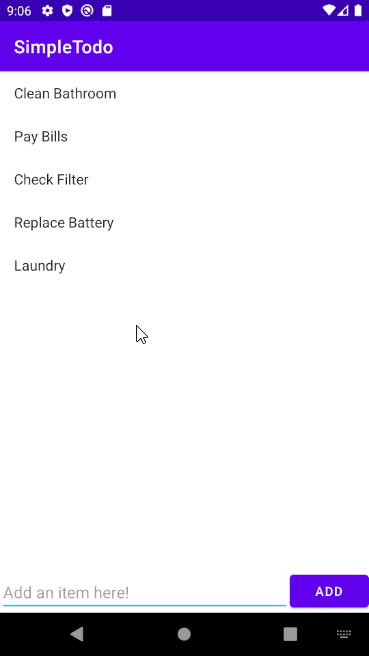 9:06
SimpleTodo
Clean Bathroom
Pay Bills
Check Filter
Replace Battery
Laundry
Add an item here!
ADD